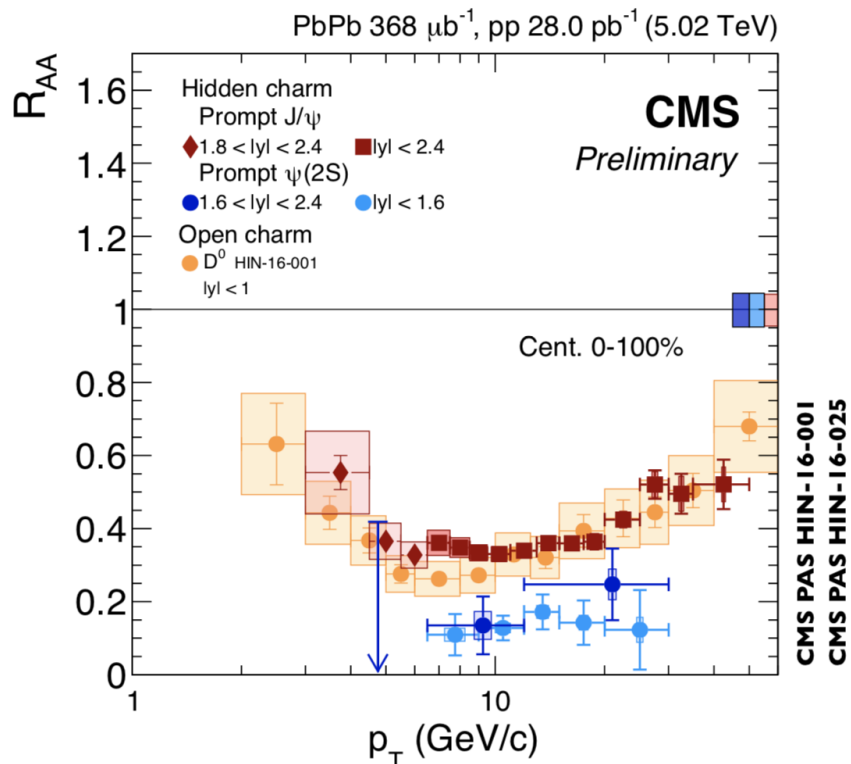 PbPb 368 μb⁻¹, pp 28.0 pb⁻¹ (5.02 TeV)
R_AA
1.6
1.4
1.2
1
0.8
0.6
0.4
0.2
0
Hidden charm
Prompt J/ψ
1.8 < |y| < 2.4 |y| < 2.4
Prompt ψ(2S)
1.6 < |y| < 2.4 |y| < 1.6
Open charm
D⁰ HIN-16-001
|y| < 1
CMS
Preliminary
Cent. 0-100%
1
10
p_T (GeV/c)
CMS PAS HIN-16-001
CMS PAS HIN-16-025